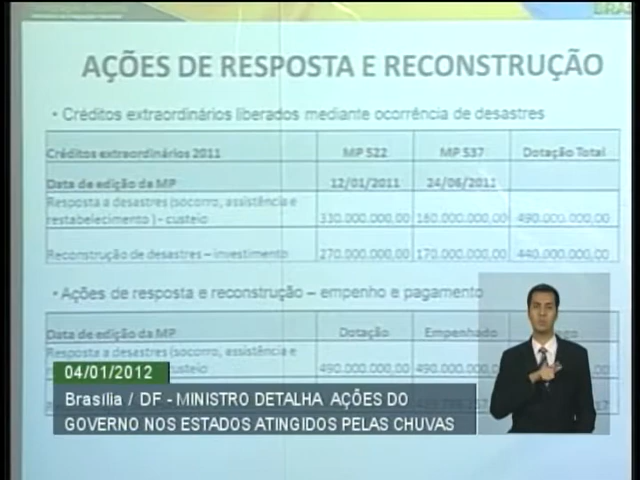 AÇÕES DE RESPOSTA E RECONSTRUÇÃO
• Créditos extraordinários liberados mediante ocorrência de desastres
Créditos extraordinários 2011 MP 522 MP 537 Dotação Total
Data de edição da MP 12/01/2011 24/06/2011
Resposta a desastres (socorro, assistência e
restabelecimento ) - custeio 330.000.000,00 160.000.000,00 490.000.000,00
Reconstrução de desastres – investimento 270.000.000,00 170.000.000,00 440.000.000,00
• Ações de resposta e reconstrução – empenho e pagamento
Data de edição da MP Dotação Empenhado
Resposta a desastres (socorro, assistência e
custeio 490.000.000,00
04/01/2012
Brasília / DF - MINISTRO DETALHA AÇÕES DO
GOVERNO NOS ESTADOS ATINGIDOS PELAS CHUVAS